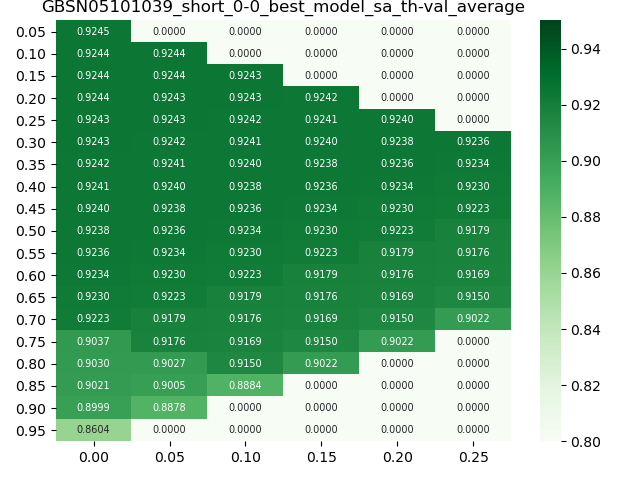 GBSN05101039_short_0-0_best_model_sa_th-val_average
0.05 0.9245 0.0000 0.0000 0.0000 0.0000 0.0000
0.10 0.9244 0.9244 0.0000 0.0000 0.0000 0.0000
0.15 0.9244 0.9244 0.9243 0.0000 0.0000 0.0000
0.20 0.9244 0.9243 0.9243 0.9242 0.0000 0.0000
0.25 0.9243 0.9243 0.9242 0.9241 0.9240 0.0000
0.30 0.9243 0.9242 0.9241 0.9240 0.9238 0.9236
0.35 0.9242 0.9241 0.9240 0.9238 0.9236 0.9234
0.40 0.9241 0.9240 0.9238 0.9236 0.9234 0.9230
0.45 0.9240 0.9238 0.9236 0.9234 0.9230 0.9223
0.50 0.9238 0.9236 0.9234 0.9230 0.9223 0.9179
0.55 0.9236 0.9234 0.9230 0.9223 0.9179 0.9176
0.60 0.9234 0.9230 0.9223 0.9179 0.9176 0.9169
0.65 0.9230 0.9223 0.9179 0.9176 0.9169 0.9150
0.70 0.9223 0.9179 0.9176 0.9169 0.9150 0.9022
0.75 0.9037 0.9176 0.9169 0.9150 0.9022 0.0000
0.80 0.9030 0.9027 0.9150 0.9022 0.0000 0.0000
0.85 0.9021 0.9005 0.8884 0.0000 0.0000 0.0000
0.90 0.8999 0.8878 0.0000 0.0000 0.0000 0.0000
0.95 0.8604 0.0000 0.0000 0.0000 0.0000 0.0000
0.00 0.05 0.10 0.15 0.20 0.25
0.94
0.92
0.90
0.88
0.86
0.84
0.82
0.80